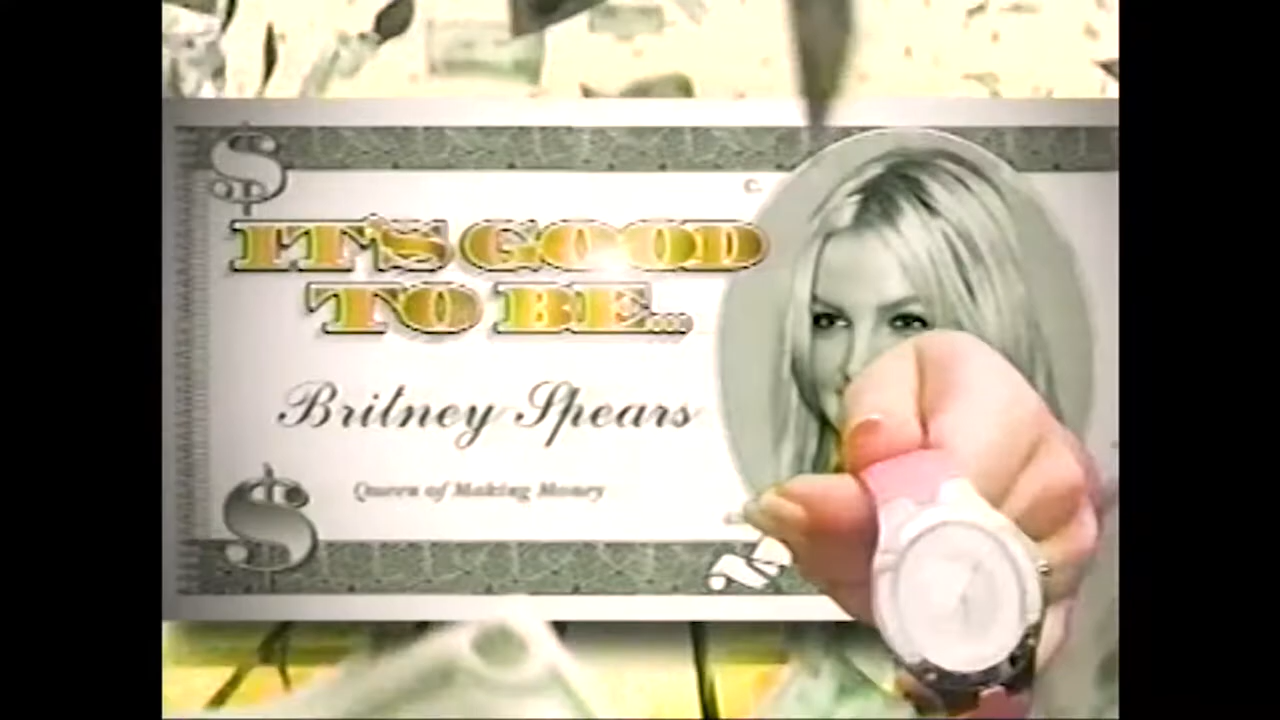 $
IT'S GOOD
TO BE...
Britney Spears
Queen of Making Money
$